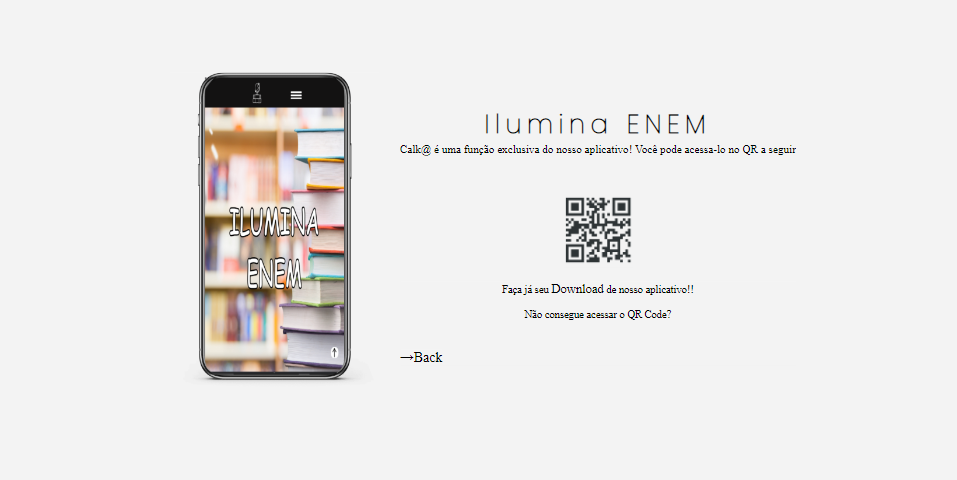 ILUMINA
ENEM
Ilumina ENEM
Calk@ é uma função exclusiva do nosso aplicativo! Você pode acessa-lo no QR a seguir
Faça já seu Download de nosso aplicativo!!
Não consegue acessar o QR Code?
→Back